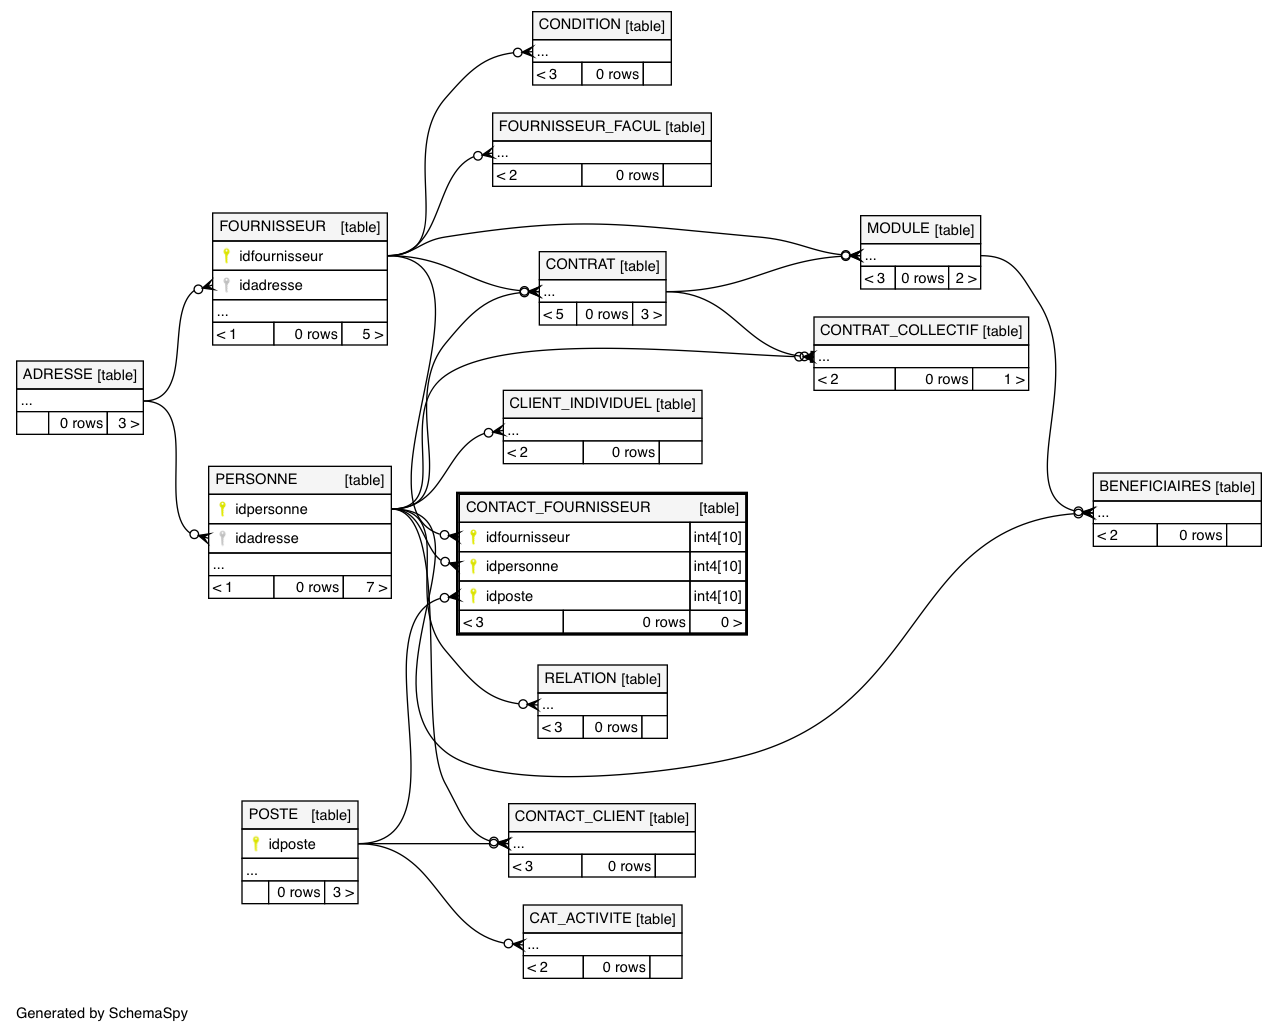 CONDITION [table]
...
< 3 0 rows
FOURNISSEUR_FACUL [table]
...
< 2 0 rows
FOURNISSEUR [table]
idfournisseur
idadresse
...
< 1 0 rows 5 >
MODULE [table]
...
< 3 0 rows 2 >
CONTRAT [table]
...
< 5 0 rows 3 >
CONTRAT_COLLECTIF [table]
...
< 2 0 rows 1 >
ADRESSE [table]
...
0 rows 3 >
CLIENT_INDIVIDUEL [table]
...
< 2 0 rows
PERSONNE [table]
idpersonne
idadresse
...
< 1 0 rows 7 >
CONTACT_FOURNISSEUR [table]
idfournisseur int4[10]
idpersonne int4[10]
idposte int4[10]
< 3 0 rows 0 >
BENEFICIAIRES [table]
...
< 2 0 rows
RELATION [table]
...
< 3 0 rows
POSTE [table]
idposte
...
0 rows 3 >
CONTACT_CLIENT [table]
...
< 3 0 rows
CAT_ACTIVITE [table]
...
< 2 0 rows
Generated by SchemaSpy